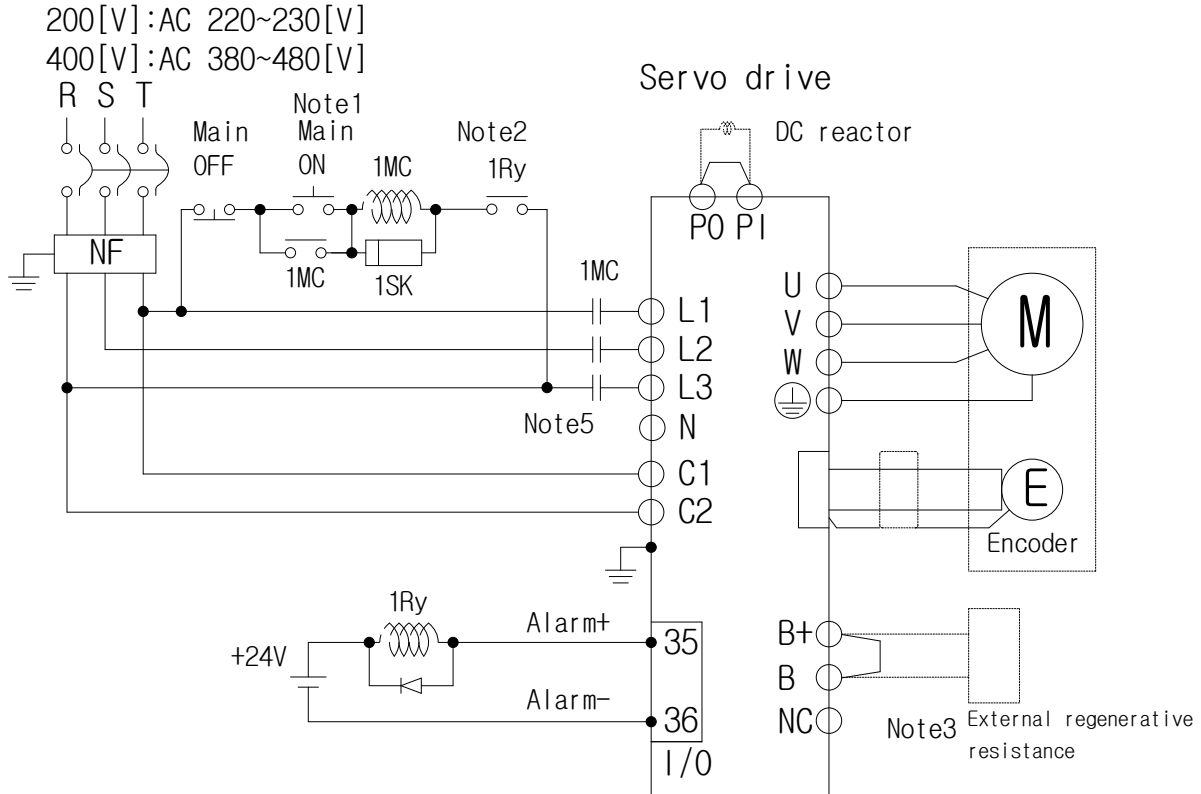 200[V]:AC 220~230[V]
400[V]:AC 380~480[V]
R S T
Servo drive
Note1
Main OFF
Main ON
1MC
Note2
1Ry
DC reactor
PO PI
NF
1MC
1SK
1MC
L1
L2
L3
Note5
N
C1
C2
U
V
W
M
E
Encoder
1Ry
Alarm+
35
+24V
Alarm-
36
I/O
B+
B
NC
Note3
External regenerative
resistance